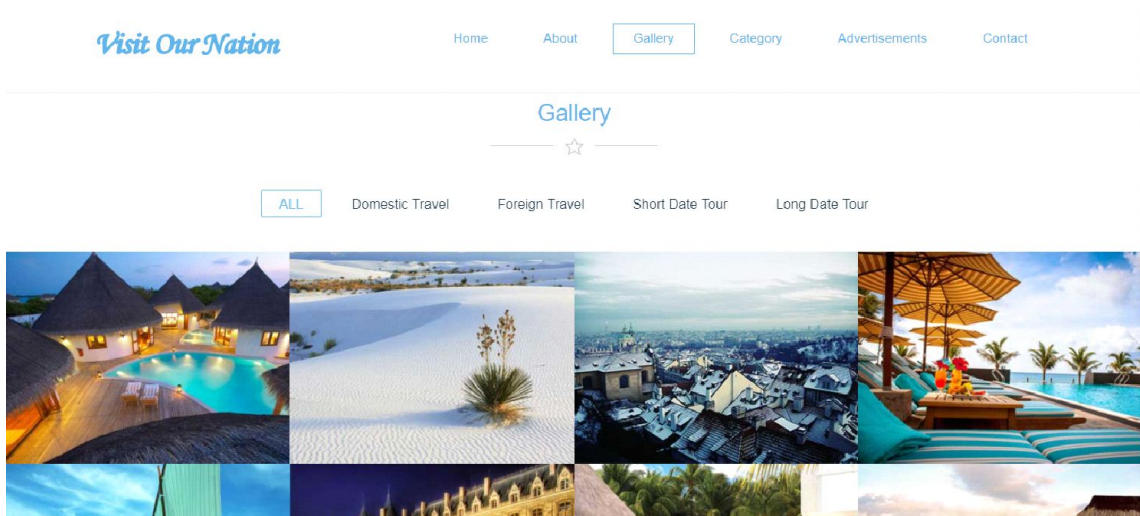 Visit Our Nation
Home About Gallery Category Advertisements Contact
Gallery
ALL Domestic Travel Foreign Travel Short Date Tour Long Date Tour